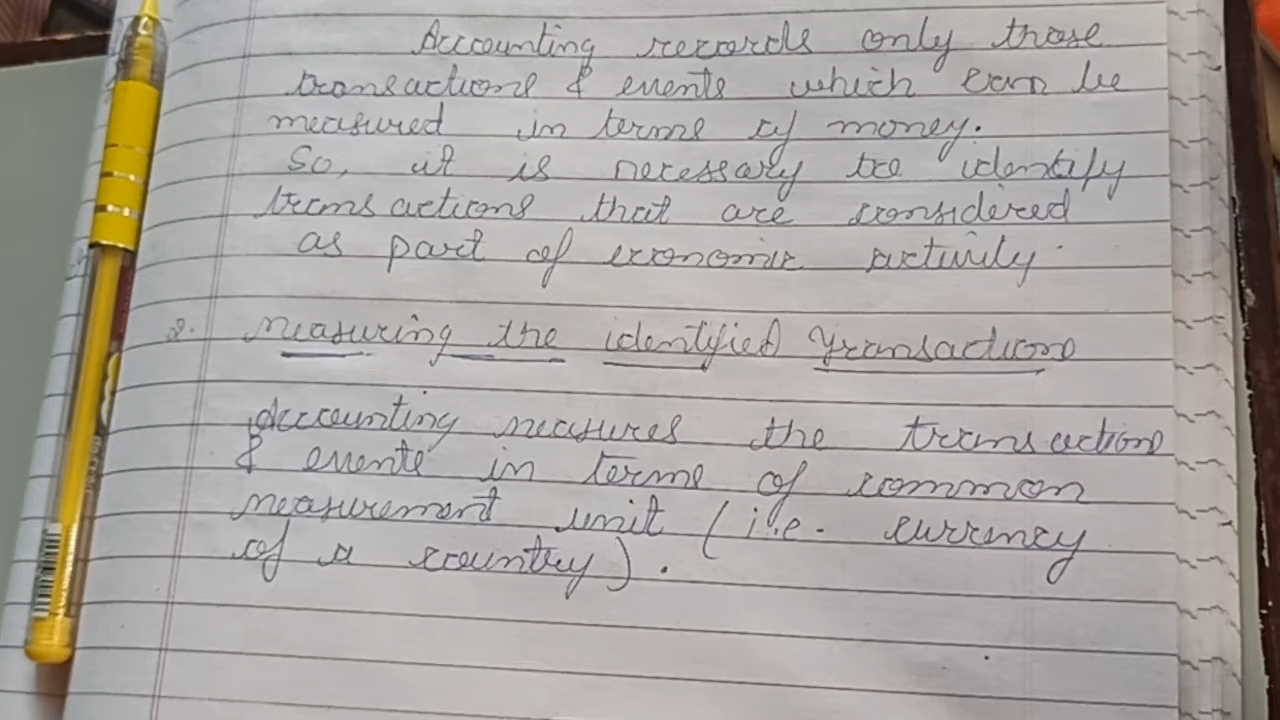 Accounting records only those
transactions & events which can be
measured in terms of money.
So, it is necessary to identify
transactions that are considered
as part of economic activity.
2. Measuring the identified Transaction
Accounting measures the transaction
& events in terms of common
measurement unit (i.e. currency
of a country).